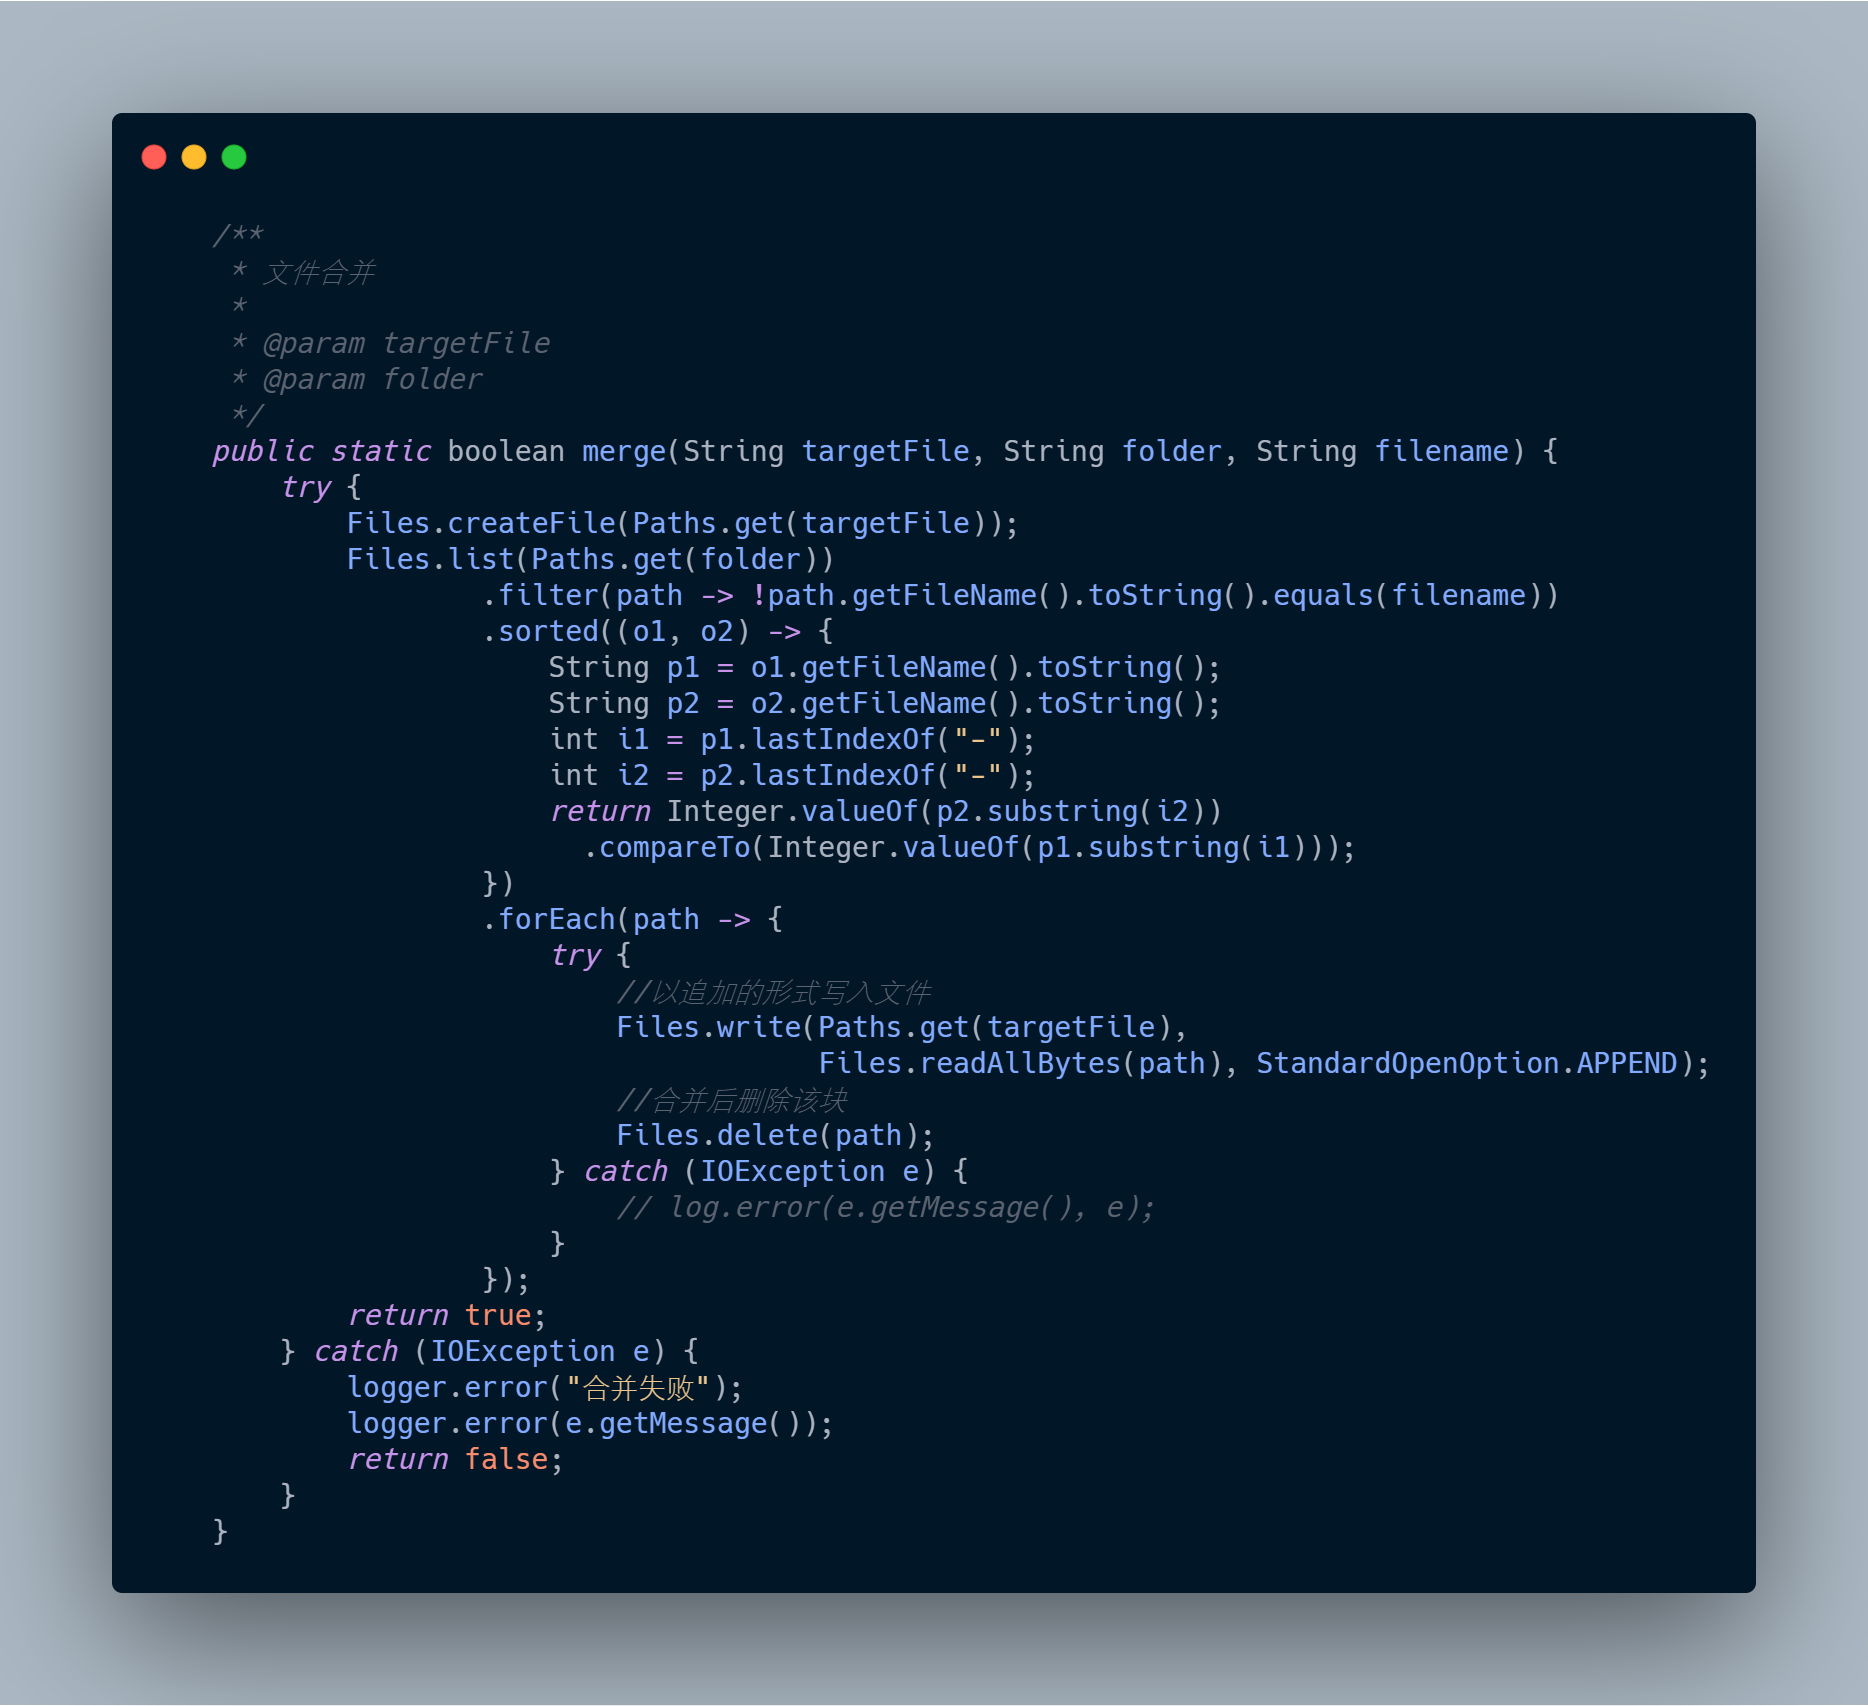 /**
 * 文件合并
 *
 * @param targetFile
 * @param folder
 */
public static boolean merge(String targetFile, String folder, String filename) {
    try {
        Files.createFile(Paths.get(targetFile));
        Files.list(Paths.get(folder))
                .filter(path -> !path.getFileName().toString().equals(filename))
                .sorted((o1, o2) -> {
                    String p1 = o1.getFileName().toString();
                    String p2 = o2.getFileName().toString();
                    int i1 = p1.lastIndexOf("-");
                    int i2 = p2.lastIndexOf("-");
                    return Integer.valueOf(p2.substring(i2))
                      .compareTo(Integer.valueOf(p1.substring(i1)));
                })
                .forEach(path -> {
                    try {
                        //以追加的形式写入文件
                        Files.write(Paths.get(targetFile),
                                    Files.readAllBytes(path), StandardOpenOption.APPEND);
                        //合并后删除该块
                        Files.delete(path);
                    } catch (IOException e) {
                        // log.error(e.getMessage(), e);
                    }
                });
        return true;
    } catch (IOException e) {
        logger.error("合并失败");
        logger.error(e.getMessage());
        return false;
    }
}